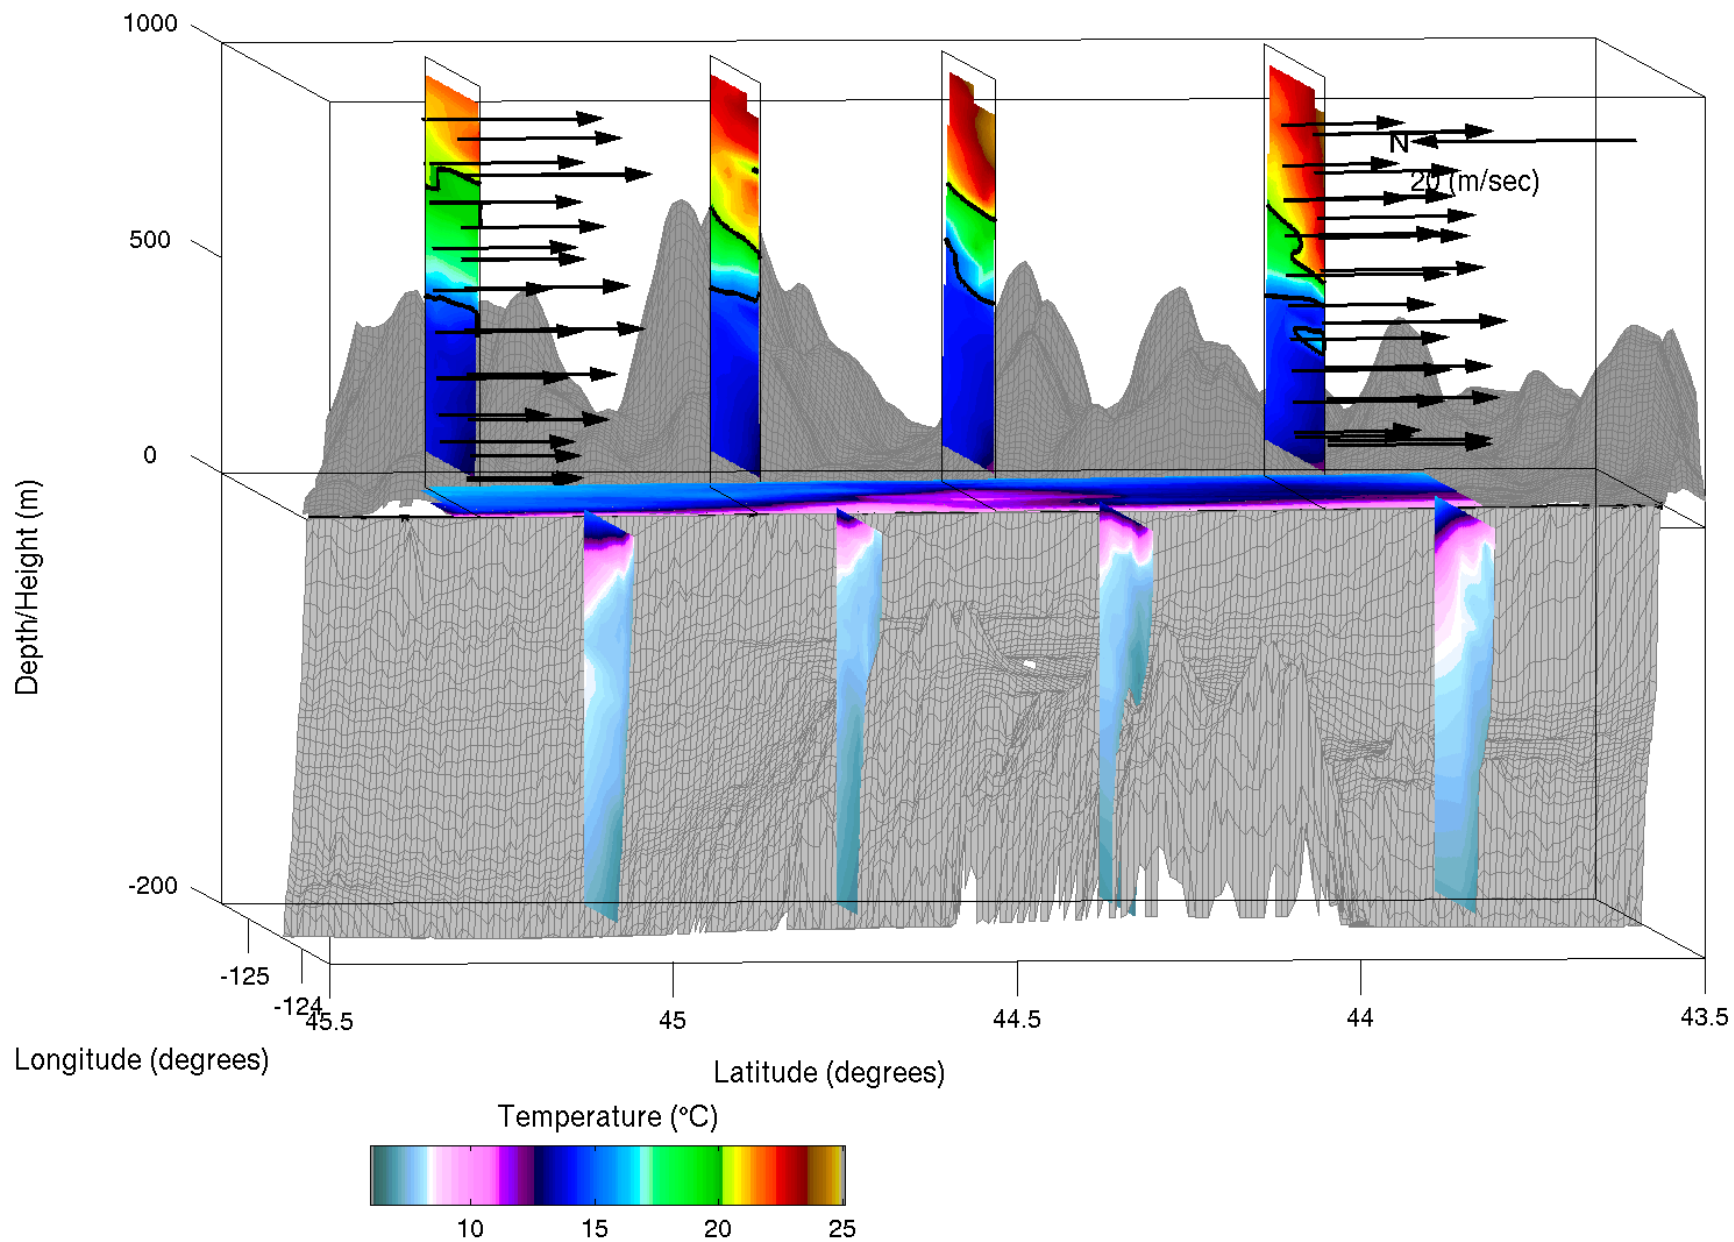 1000
500
0
-200
Depth/Height (m)
N
20 (m/sec)
-125
-124
45.5
45
44.5
44
43.5
Longitude (degrees)
Latitude (degrees)
Temperature (°C)
10
15
20
25